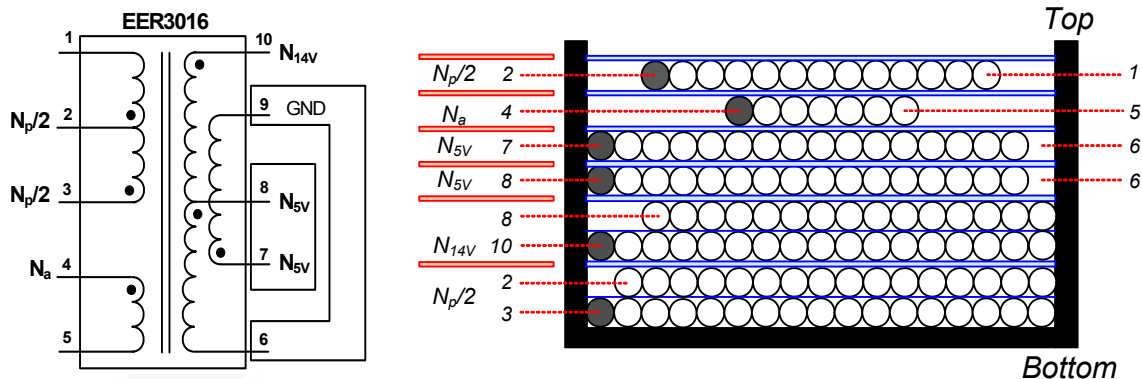 EER3016
1
10
N14V
2
9
GND
Np/2
8
N5V
3
Np/2
7
N5V
4
Na
5
6
Top
Np/2 2
1
Na 4
5
N5V 7
6
N5V 8
6
8
N14V 10
2
Np/2
3
Bottom